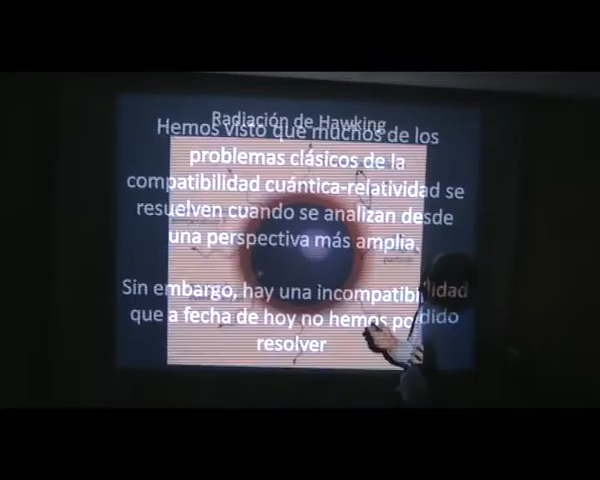 Radiación de Hawking
Hemos visto que muchos de los
problemas clásicos de la
compatibilidad cuántica-relatividad se
resuelven cuando se analizan desde
una perspectiva más amplia.
Sin embargo, hay una incompatibilidad
que a fecha de hoy no hemos podido
resolver